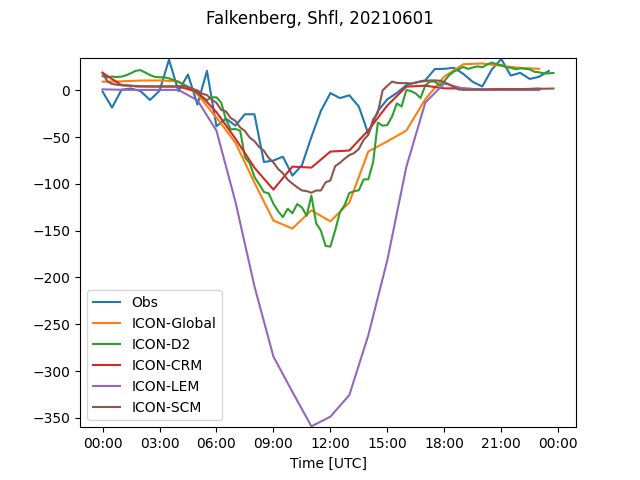 Falkenberg, Shfl, 20210601
0
−50
−100
−150
−200
−250
−300
−350
Obs
ICON-Global
ICON-D2
ICON-CRM
ICON-LEM
ICON-SCM
00:00 03:00 06:00 09:00 12:00 15:00 18:00 21:00 00:00
Time [UTC]